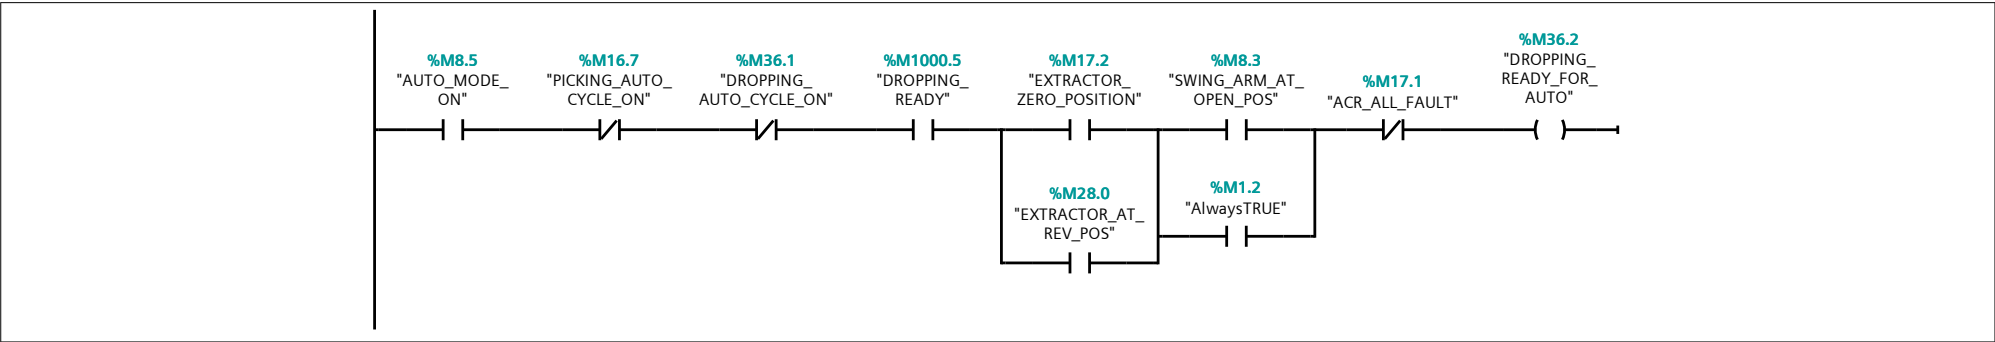 %M8.5
"AUTO_MODE_
ON"
%M16.7
"PICKING_AUTO_
CYCLE_ON"
%M36.1
"DROPPING_
AUTO_CYCLE_ON"
%M1000.5
"DROPPING_
READY"
%M17.2
"EXTRACTOR_
ZERO_POSITION"
%M8.3
"SWING_ARM_AT_
OPEN_POS"
%M17.1
"ACR_ALL_FAULT"
%M36.2
"DROPPING_
READY_FOR_
AUTO"
%M28.0
"EXTRACTOR_AT_
REV_POS"
%M1.2
"AlwaysTRUE"